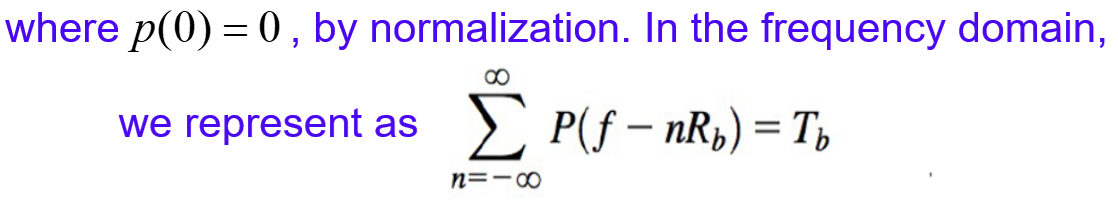 where p(0) = 0 , by normalization. In the frequency domain,
we represent as ∑_{n=−∞}^{∞} P(f − nR_b) = T_b